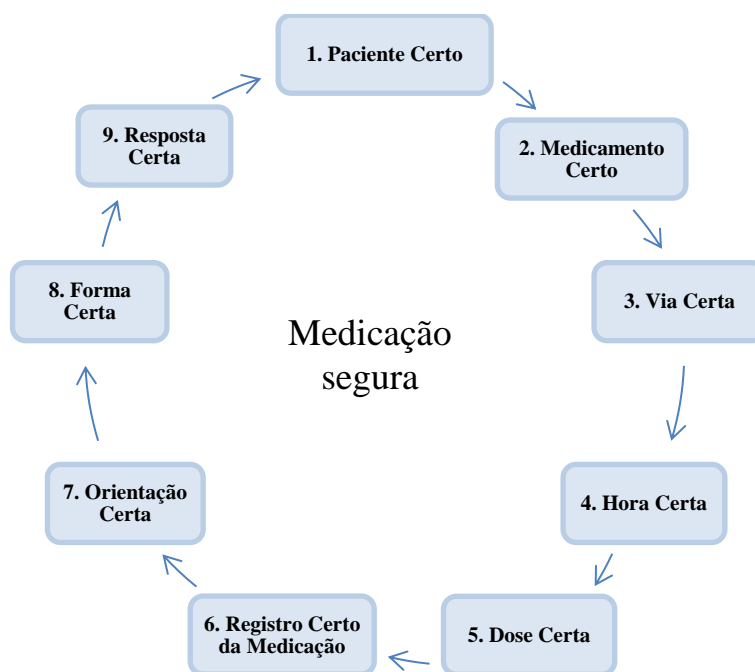 1. Paciente Certo
2. Medicamento
Certo
3. Via Certa
4. Hora Certa
5. Dose Certa
6. Registro Certo
da Medicação
7. Orientação
Certa
8. Forma
Certa
9. Resposta
Certa
Medicação
segura